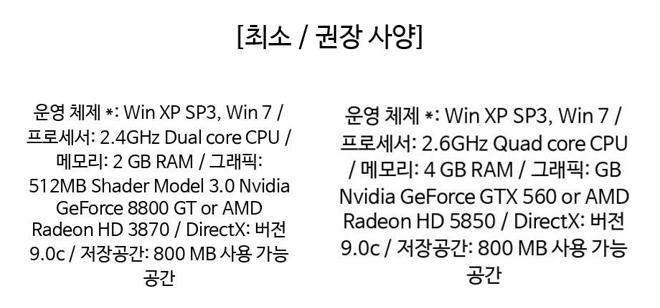 [최소 / 권장 사양]
운영 체제 *: Win XP SP3, Win 7 /
프로세서: 2.4GHz Dual core CPU /
메모리: 2 GB RAM / 그래픽:
512MB Shader Model 3.0 Nvidia
GeForce 8800 GT or AMD
Radeon HD 3870 / DirectX: 버전
9.0c / 저장공간: 800 MB 사용 가능
공간
운영 체제 *: Win XP SP3, Win 7 /
프로세서: 2.6GHz Quad core CPU
/ 메모리: 4 GB RAM / 그래픽: GB
Nvidia GeForce GTX 560 or AMD
Radeon HD 5850 / DirectX: 버전
9.0c / 저장공간: 800 MB 사용 가능
공간